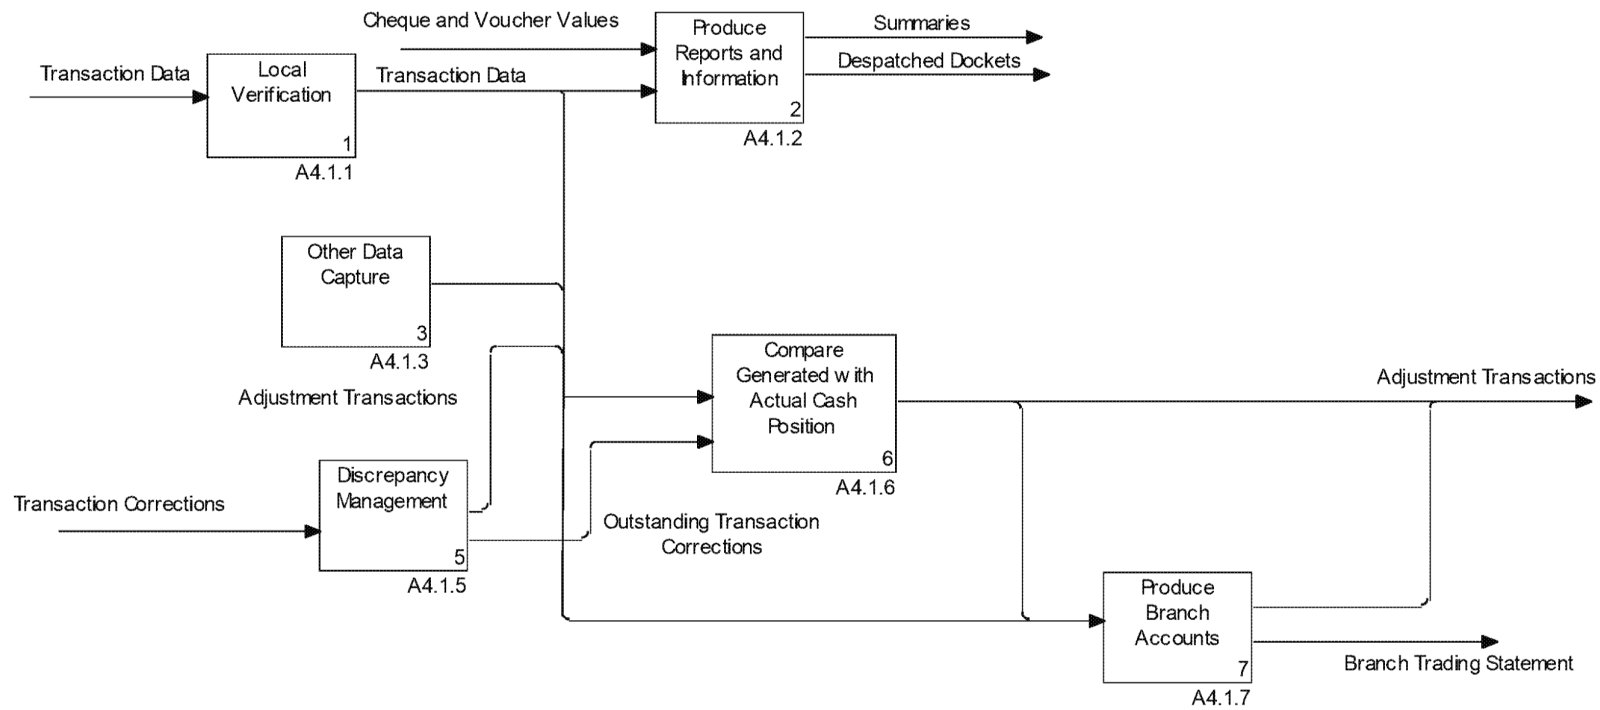 Cheque and Voucher Values
Transaction Data
Local
Verification
1
A4.1.1
Transaction Data
Produce
Reports and
Information
2
A4.1.2
Summaries
Despatched Dockets
Other Data
Capture
3
A4.1.3
Adjustment Transactions
Compare
Generated with
Actual Cash
Position
6
A4.1.6
Adjustment Transactions
Transaction Corrections
Discrepancy
Management
5
A4.1.5
Outstanding Transaction
Corrections
Produce
Branch
Accounts
7
A4.1.7
Branch Trading Statement